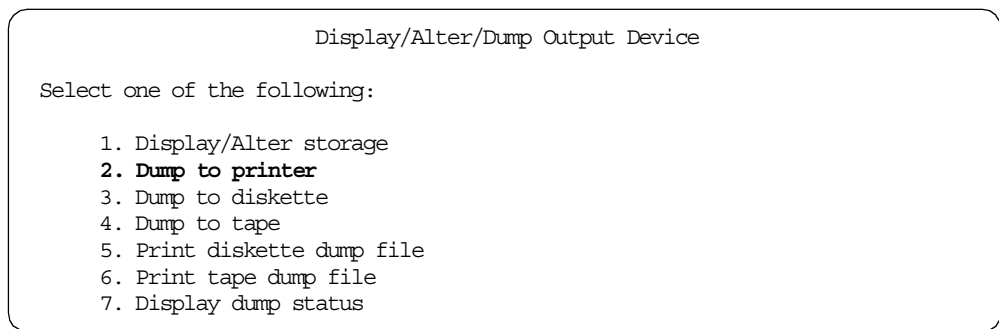 Display/Alter/Dump Output Device
Select one of the following:
1. Display/Alter storage
2. Dump to printer
3. Dump to diskette
4. Dump to tape
5. Print diskette dump file
6. Print tape dump file
7. Display dump status